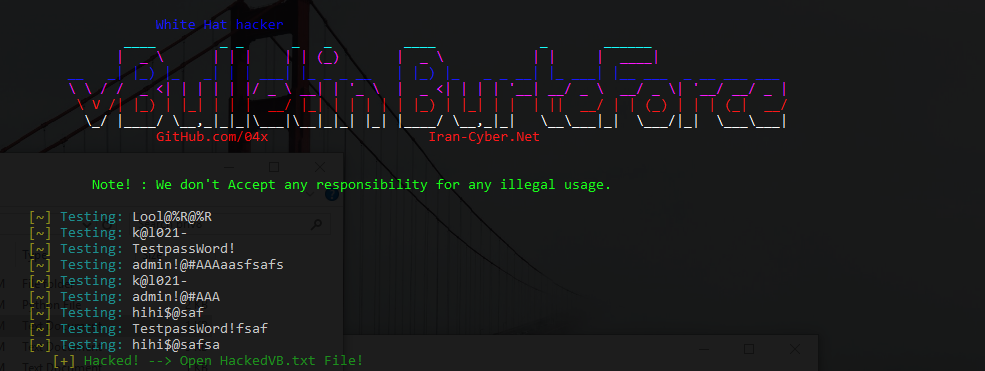 White Hat hacker
vBulletin BruteForce
GitHub.com/04x Iran-Cyber.Net
Note! : We don't Accept any responsibility for any illegal usage.
[~] Testing: Lool@%R@%R
[~] Testing: k@l021-
[~] Testing: TestpassWord!
[~] Testing: admin!@#AAAaasfsafs
[~] Testing: k@l021-
[~] Testing: admin!@#AAA
[~] Testing: hihi$@saf
[~] Testing: TestpassWord!fsaf
[~] Testing: hihi$@safsa
[+] Hacked! --> Open HackedVB.txt File!